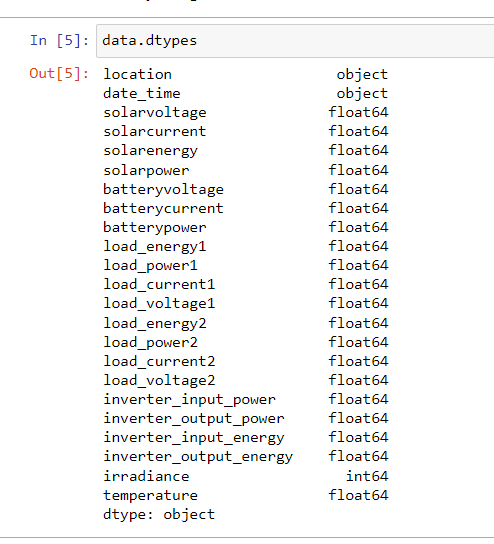 In [5]: data.dtypes
Out[5]: location object
date_time object
solarvoltage float64
solarcurrent float64
solarenergy float64
solarpower float64
batteryvoltage float64
batterycurrent float64
batterypower float64
load_energy1 float64
load_power1 float64
load_current1 float64
load_voltage1 float64
load_energy2 float64
load_power2 float64
load_current2 float64
load_voltage2 float64
inverter_input_power float64
inverter_output_power float64
inverter_input_energy float64
inverter_output_energy float64
irradiance int64
temperature float64
dtype: object